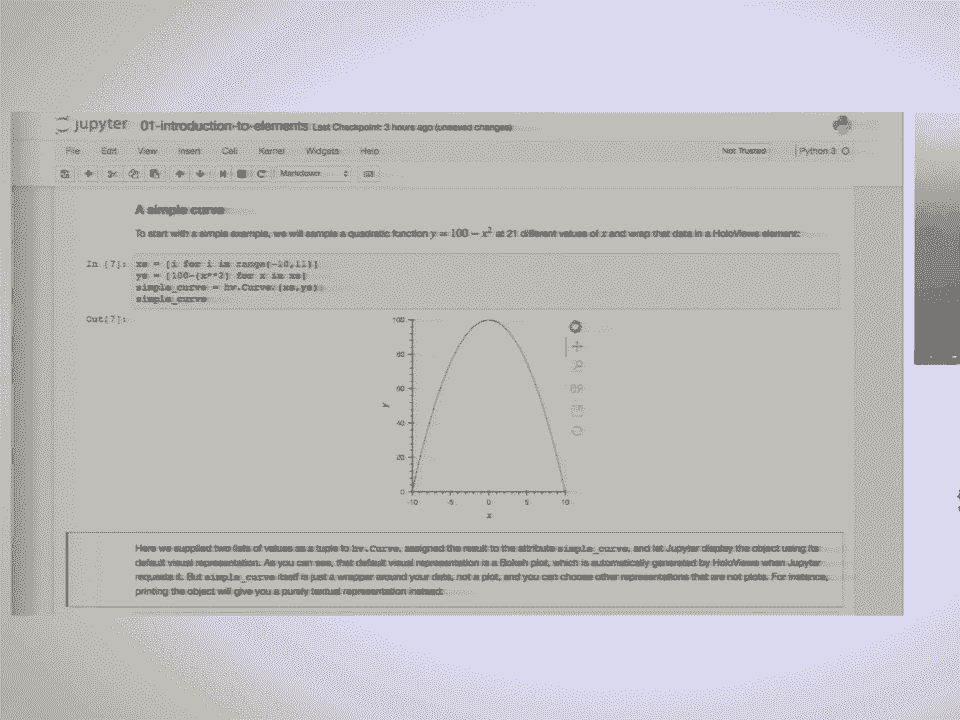 jupyter 01-introduction-to-elements Last Checkpoint: 3 hours ago (unsaved changes)
File Edit View Insert Cell Kernel Widgets Help Not Trusted Python 3
Markdown
A simple curve
To start with a simple example, we will sample a quadratic function y = 100 − x² at 21 different values of x and wrap that data in a HoloViews element:
In [7]: xs = [i for i in range(-10,11)]
ys = [100-(x**2) for x in xs]
simple_curve = hv.Curve((xs,ys))
simple_curve
Out[7]:
100
80
60
40
20
0
y
-10 -5 0 5 10
x
Here we supplied two lists of values as a tuple to hv.Curve, assigned the result to the attribute simple_curve, and let Jupyter display the object using its
default visual representation. As you can see, that default visual representation is a Bokeh plot, which is automatically generated by HoloViews when Jupyter
requests it. But simple_curve itself is just a wrapper around your data, not a plot, and you can choose other representations that are not plots. For instance,
printing the object will give you a purely textual representation instead: